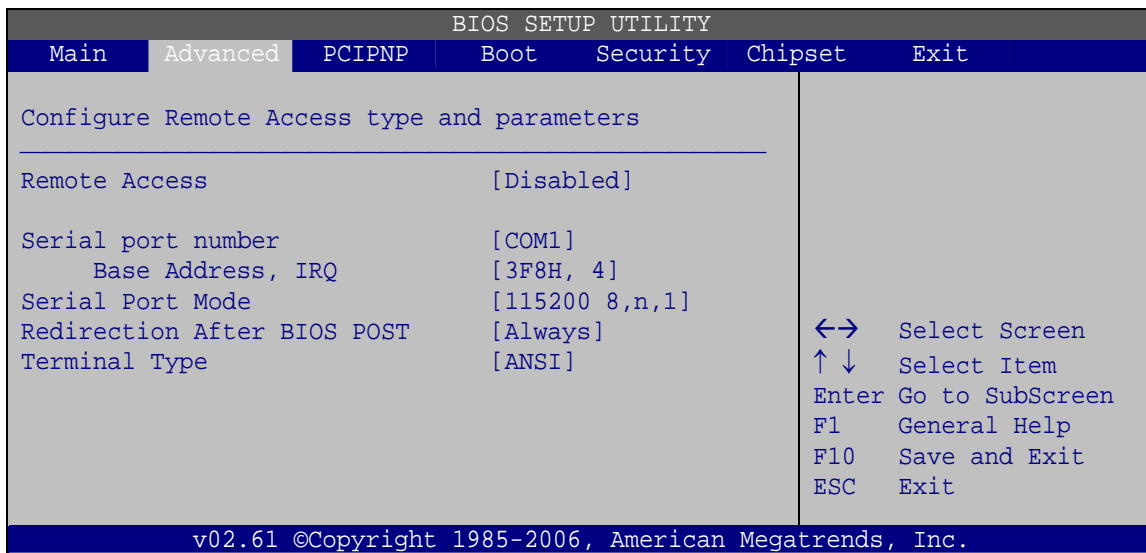 BIOS SETUP UTILITY
Main Advanced PCIPNP Boot Security Chipset Exit
Configure Remote Access type and parameters
Remote Access [Disabled]
Serial port number [COM1]
Base Address, IRQ [3F8H, 4]
Serial Port Mode [115200 8,n,1]
Redirection After BIOS POST [Always]
Terminal Type [ANSI]
←→ Select Screen
↑ ↓ Select Item
Enter Go to SubScreen
F1 General Help
F10 Save and Exit
ESC Exit
v02.61 ©Copyright 1985-2006, American Megatrends, Inc.